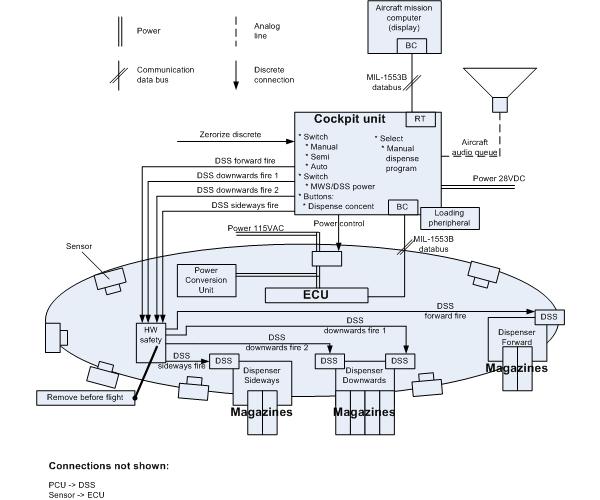 Aircraft mission
computer
(display)
BC
Power
Analog
line
Communication
data bus
Discrete
connection
MIL-1553B
databus
Cockpit unit
RT
* Switch
* Manual
* Semi
* Auto
* Switch
* MWS/DSS power
* Buttons:
* Dispense concent
* Select
* Manual
dispense
program
BC
Zerorize discrete
DSS forward fire
DSS downwards fire 1
DSS downwards fire 2
DSS sideways fire
Aircraft
audio queue
Power 28VDC
Loading
pheripheral
Power control
Power 115VAC
MIL-1553B
databus
Sensor
Power
Conversion
Unit
ECU
HW
safety
DSS
forward fire
DSS
DSS
downwards fire 1
DSS
downwards fire 2
DSS
sideways fire
Dispenser
Forward
DSS
Dispenser
Sideways
DSS
DSS
Dispenser
Downwards
Magazines
Remove before flight
Magazines
Magazines
Connections not shown:
PCU -> DSS
Sensor -> ECU